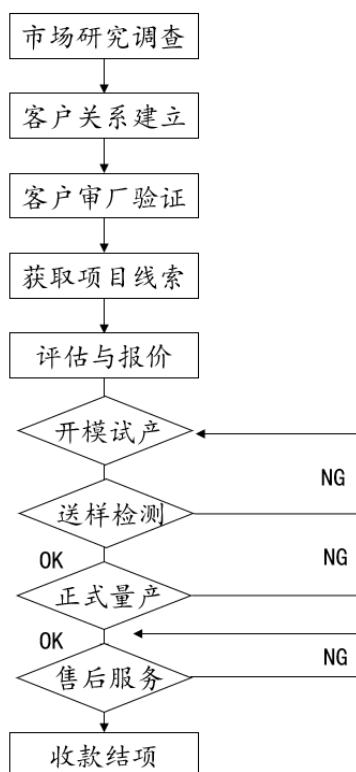 市场研究调查
客户关系建立
客户审厂验证
获取项目线索
评估与报价
开模试产
NG
送样检测
OK
NG
正式量产
OK
NG
售后服务
收款结项